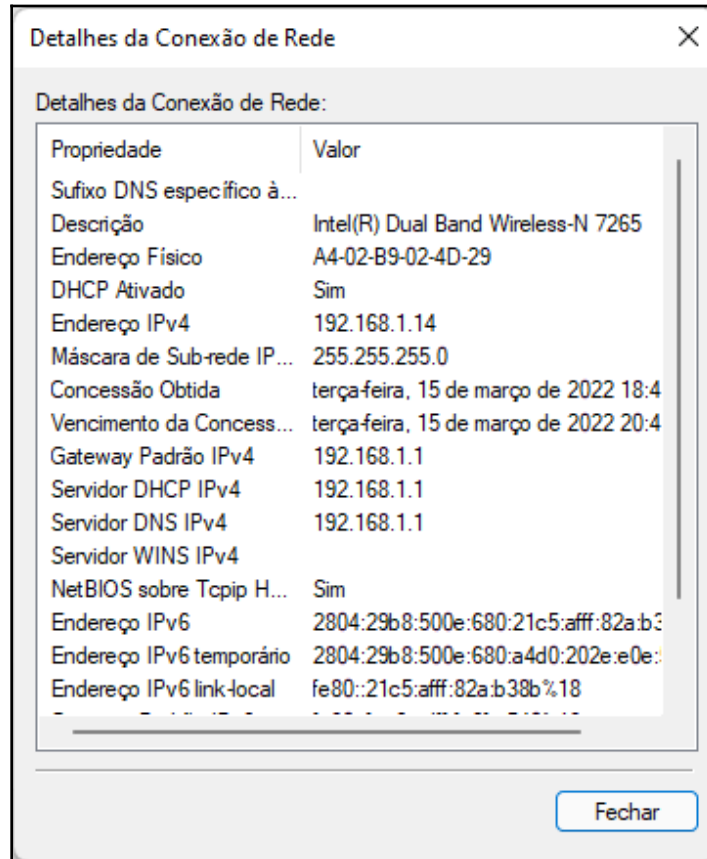 Detalhes da Conexão de Rede
Detalhes da Conexão de Rede:
Propriedade Valor
Sufixo DNS específico à...
Descrição Intel(R) Dual Band Wireless-N 7265
Endereço Físico A4-02-B9-02-4D-29
DHCP Ativado Sim
Endereço IPv4 192.168.1.14
Máscara de Sub-rede IP... 255.255.255.0
Concessão Obtida terça-feira, 15 de março de 2022 18:4
Vencimento da Concess... terça-feira, 15 de março de 2022 20:4
Gateway Padrão IPv4 192.168.1.1
Servidor DHCP IPv4 192.168.1.1
Servidor DNS IPv4 192.168.1.1
Servidor WINS IPv4
NetBIOS sobre Tcpip H... Sim
Endereço IPv6 2804:29b8:500e:680:21c5:afff:82a:b3
Endereço IPv6 temporário 2804:29b8:500e:680:a4d0:202e:e0e:
Endereço IPv6 link-local fe80::21c5:afff:82a:b38b%18
Fechar